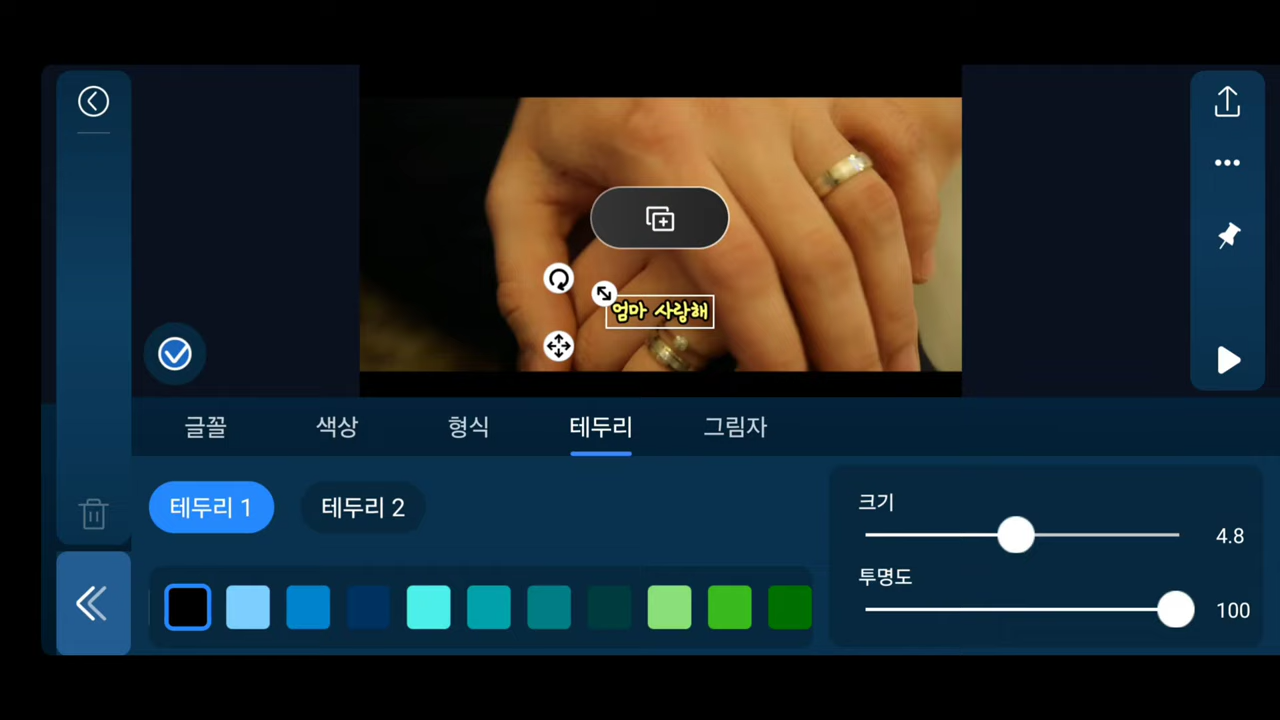 엄마 사랑해
글꼴 색상 형식 테두리 그림자
테두리 1 테두리 2
크기
4.8
투명도
100